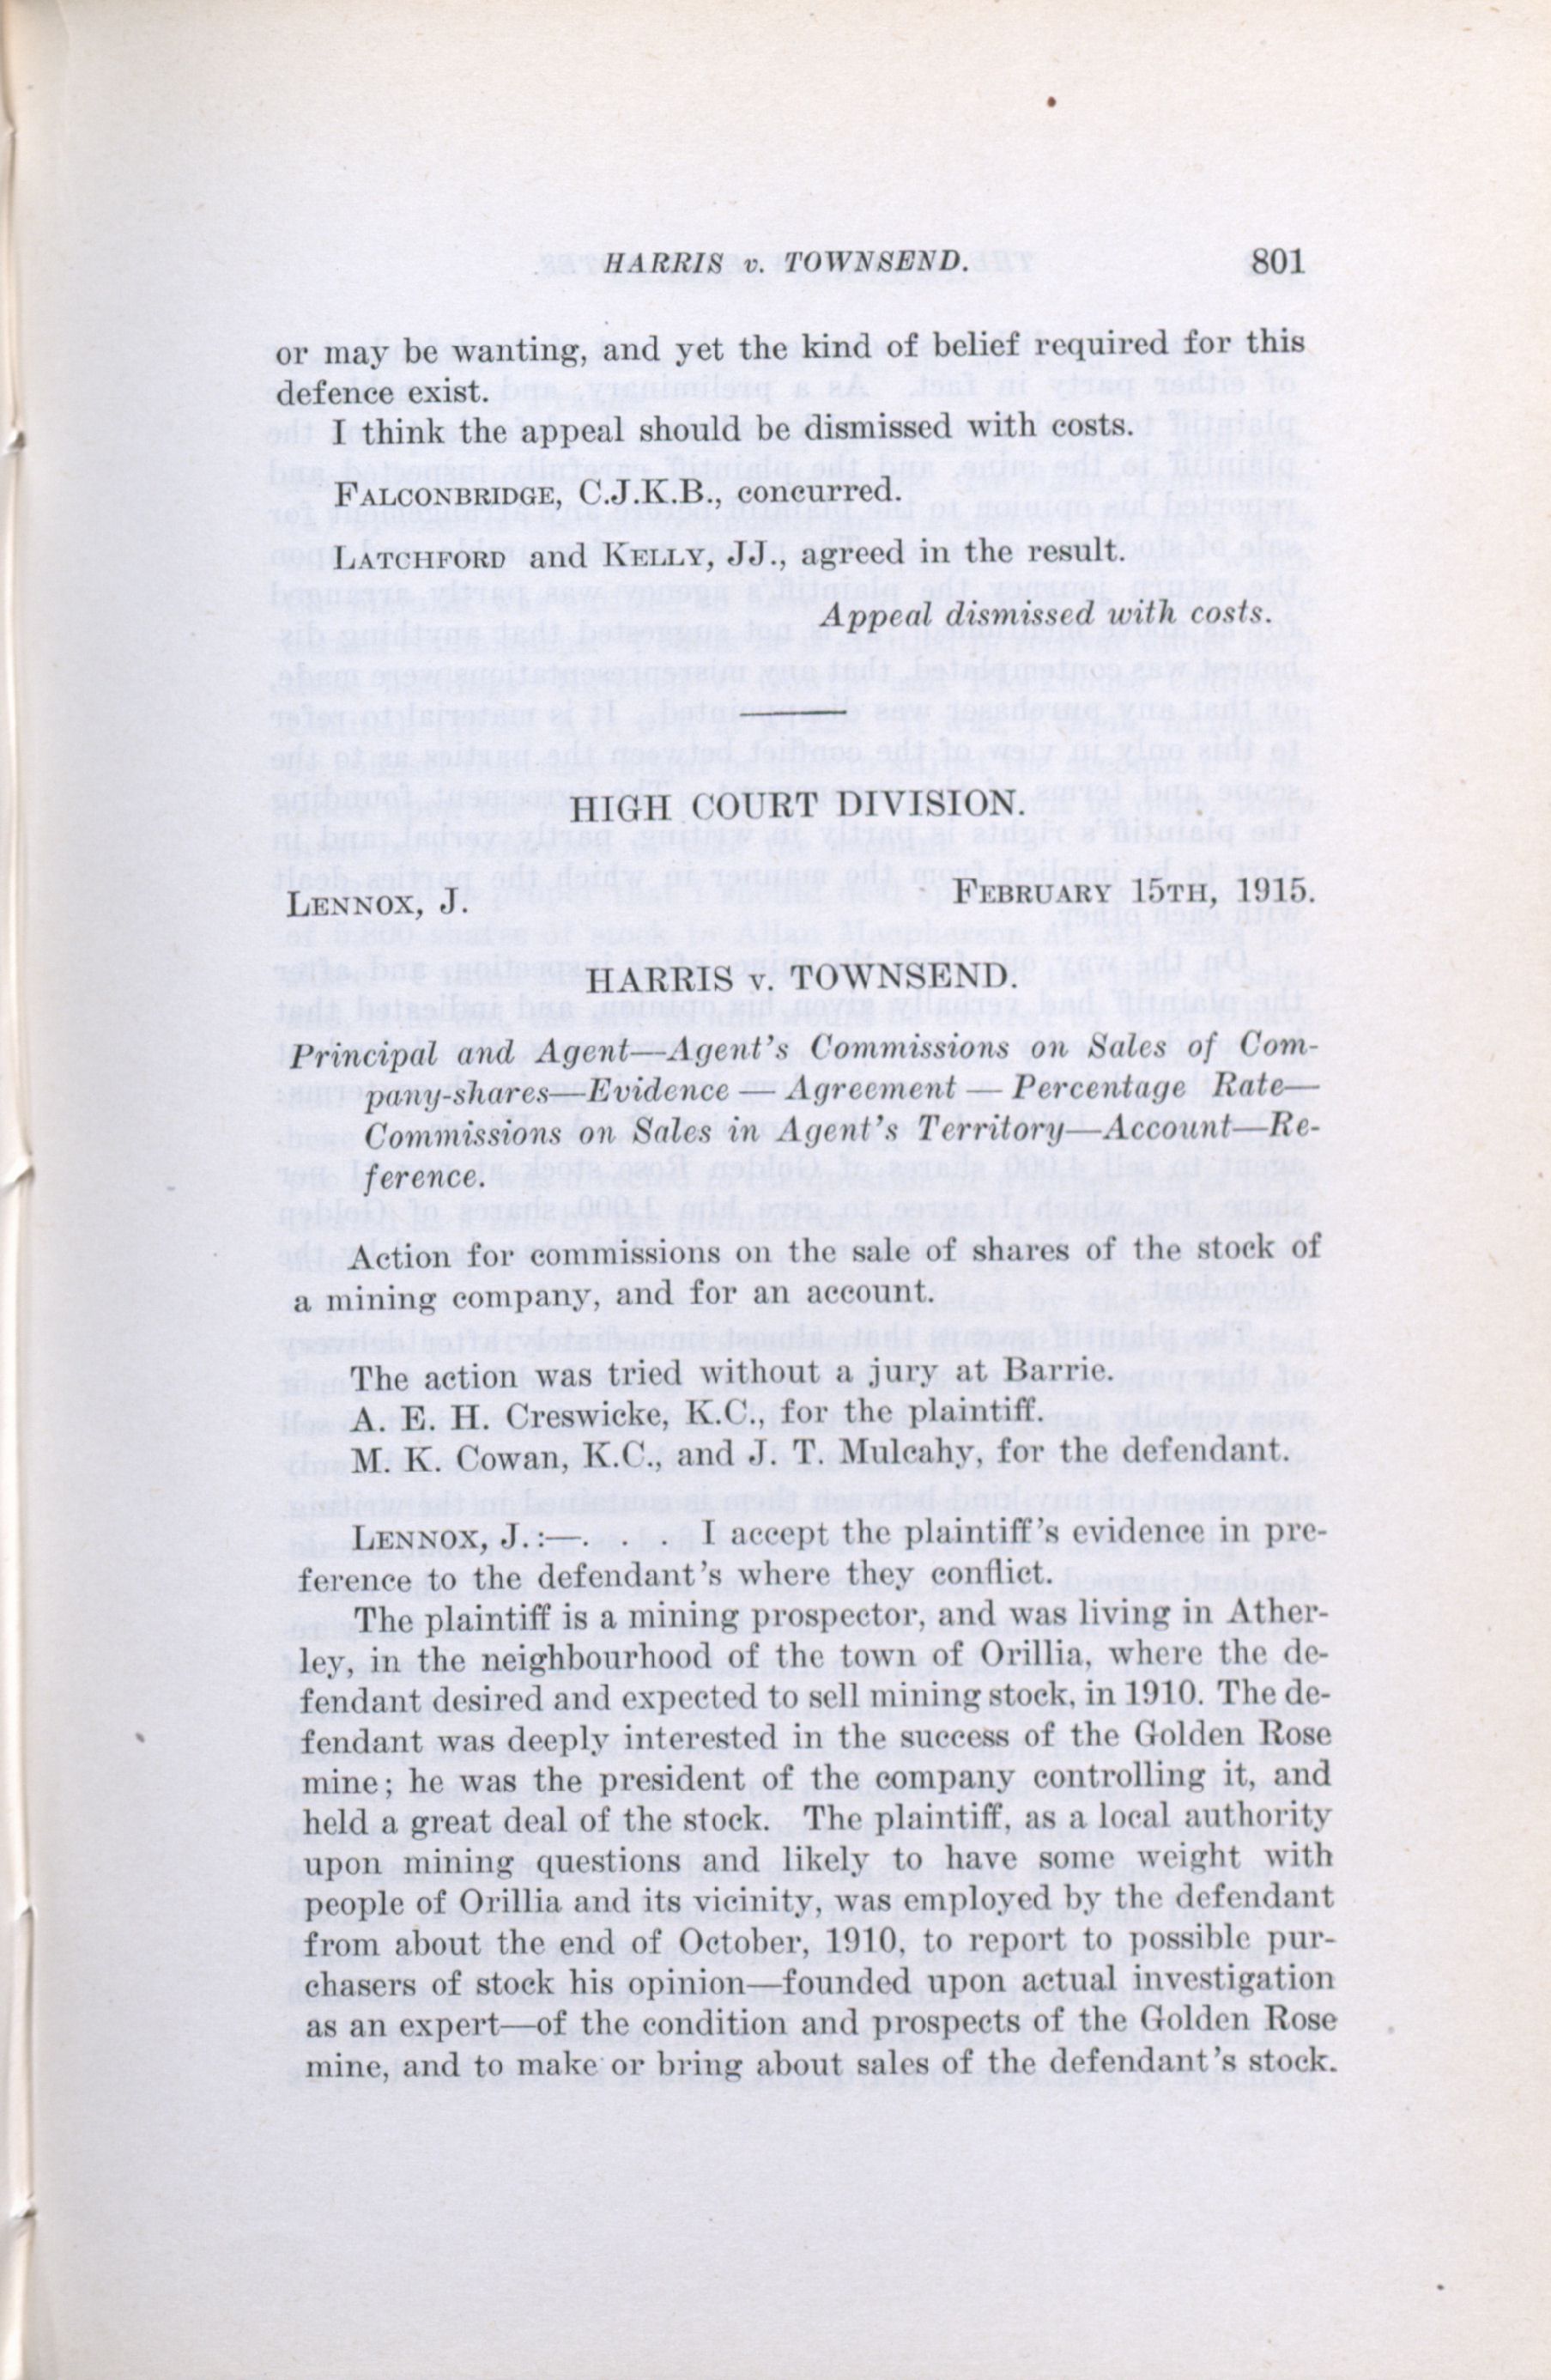 HARRIS v. TOWNSEND. 801
or may be wanting, and yet the kind of belief required for this
defence exist.
I think the appeal should be dismissed with costs.
FALCONBRIDGE, C.J.K.B., concurred.
LATCHFORD and KELLY, JJ., agreed in the result.
Appeal dismissed with costs.
HIGH COURT DIVISION.
LENNOX, J. FEBRUARY 15TH, 1915.
HARRIS v. TOWNSEND.
Principal and Agent—Agent's Commissions on Sales of Com-
pany-shares—Evidence — Agreement — Percentage Rate—
Commissions on Sales in Agent's Territory—Account—Re-
ference.
Action for commissions on the sale of shares of the stock of
a mining company, and for an account.
The action was tried without a jury at Barrie.
A. E. H. Creswicke, K.C., for the plaintiff.
M. K. Cowan, K.C., and J. T. Mulcahy, for the defendant.
LENNOX, J.:—. . . I accept the plaintiff's evidence in pre-
ference to the defendant's where they conflict.
The plaintiff is a mining prospector, and was living in Ather-
ley, in the neighbourhood of the town of Orillia, where the de-
fendant desired and expected to sell mining stock, in 1910. The de-
fendant was deeply interested in the success of the Golden Rose
mine; he was the president of the company controlling it, and
held a great deal of the stock. The plaintiff, as a local authority
upon mining questions and likely to have some weight with
people of Orillia and its vicinity, was employed by the defendant
from about the end of October, 1910, to report to possible pur-
chasers of stock his opinion—founded upon actual investigation
as an expert—of the condition and prospects of the Golden Rose
mine, and to make or bring about sales of the defendant's stock.